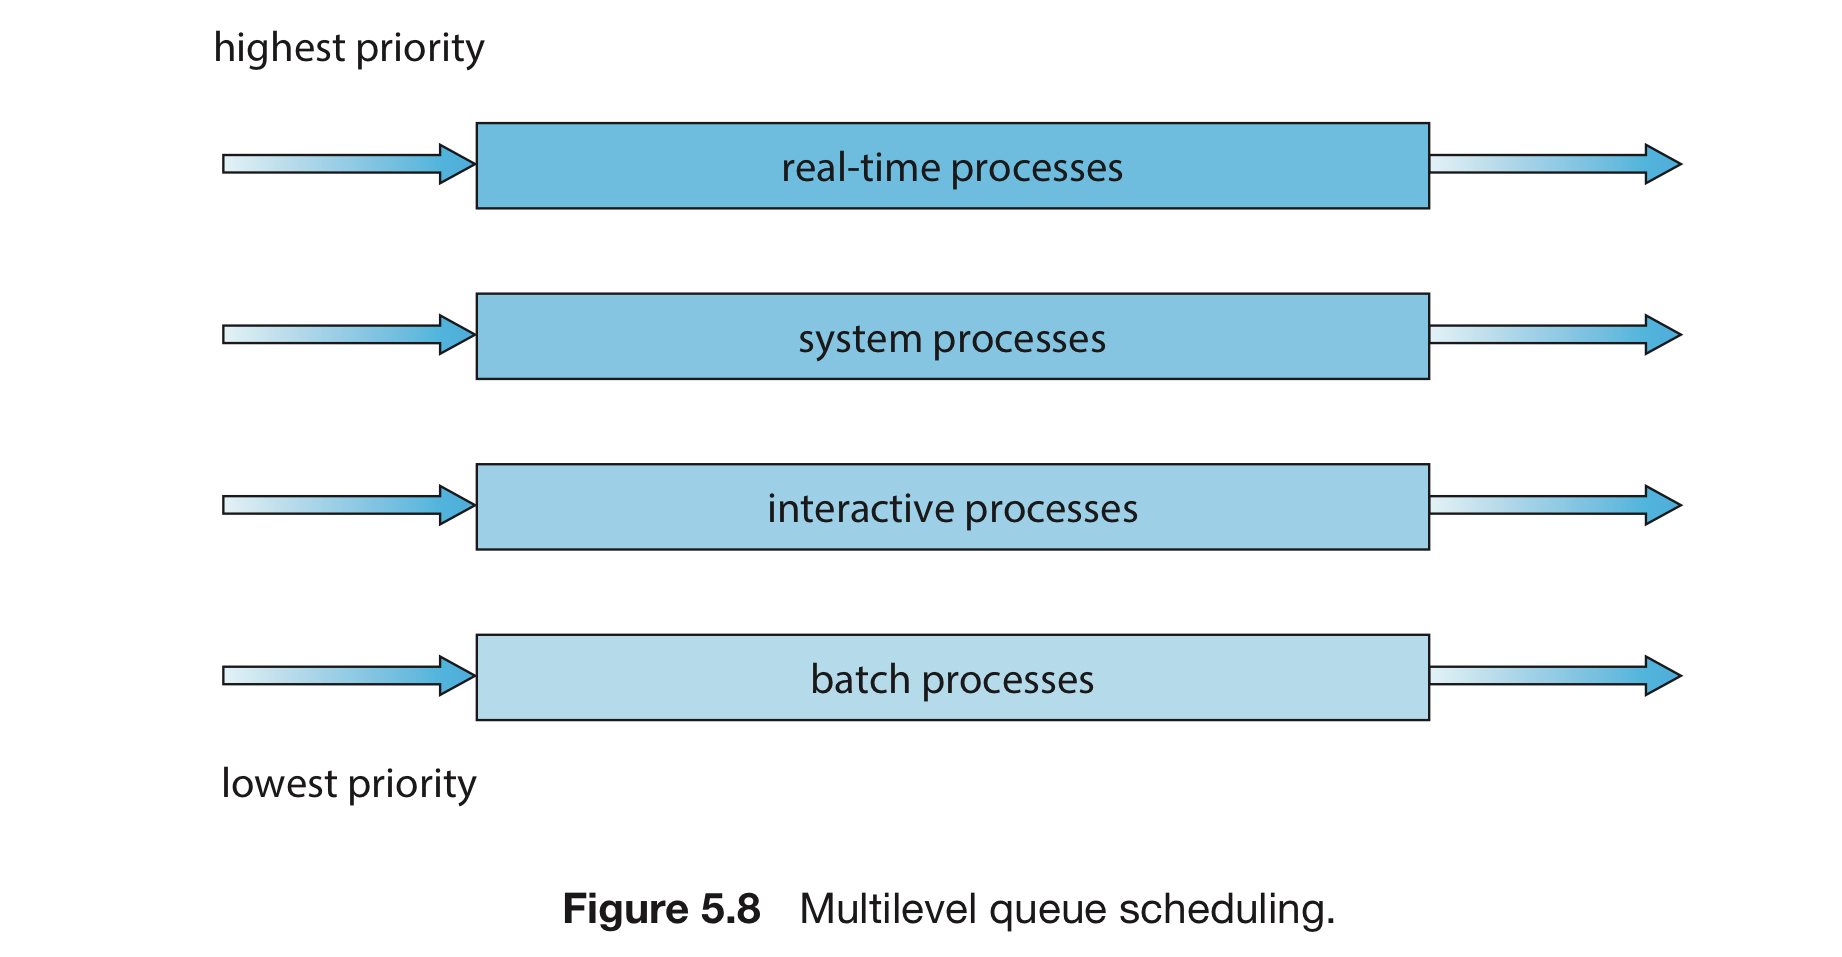 highest priority
real-time processes
system processes
interactive processes
batch processes
lowest priority
Figure 5.8 Multilevel queue scheduling.